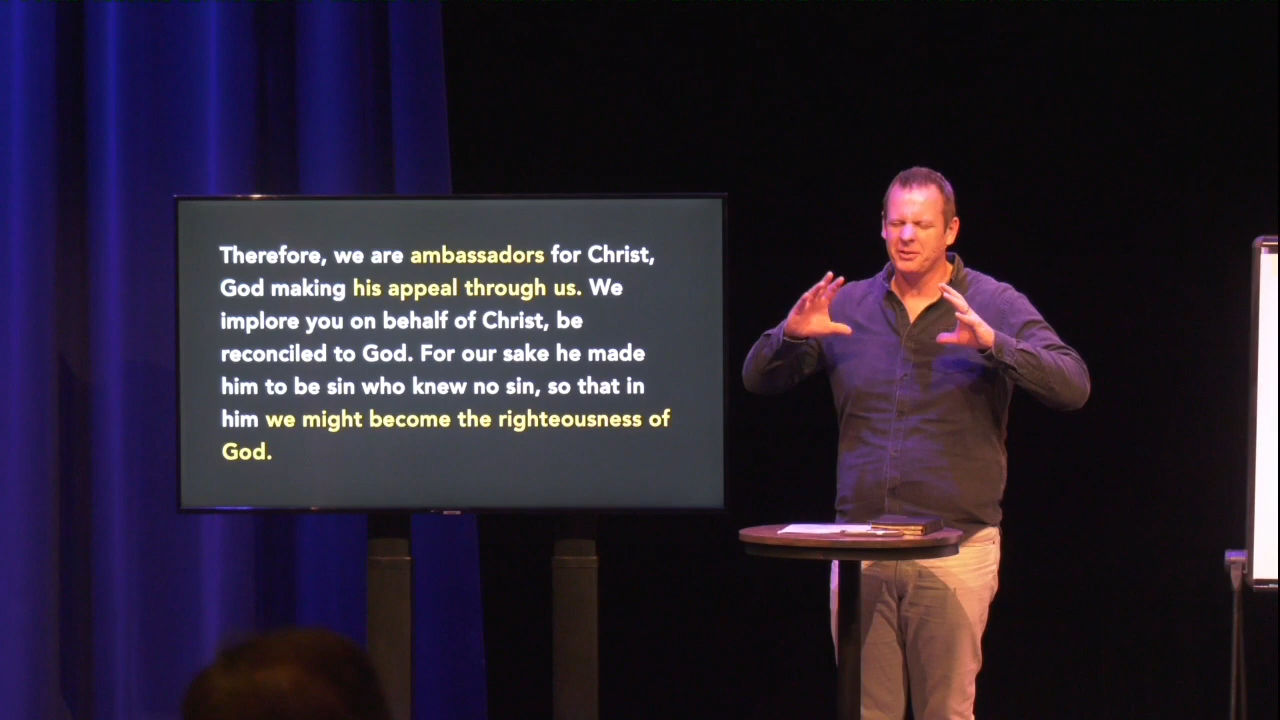 Therefore, we are ambassadors for Christ,
God making his appeal through us. We
implore you on behalf of Christ, be
reconciled to God. For our sake he made
him to be sin who knew no sin, so that in
him we might become the righteousness of
God.